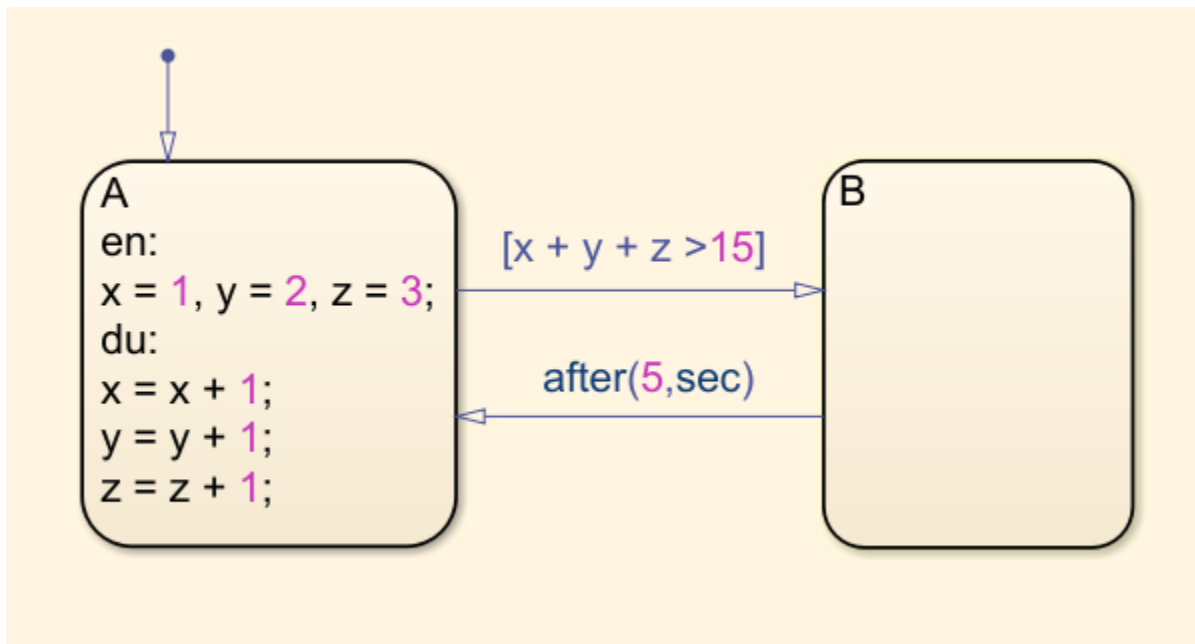 A
en:
x = 1, y = 2, z = 3;
du:
x = x + 1;
y = y + 1;
z = z + 1;
[x + y + z >15]
after(5,sec)
B